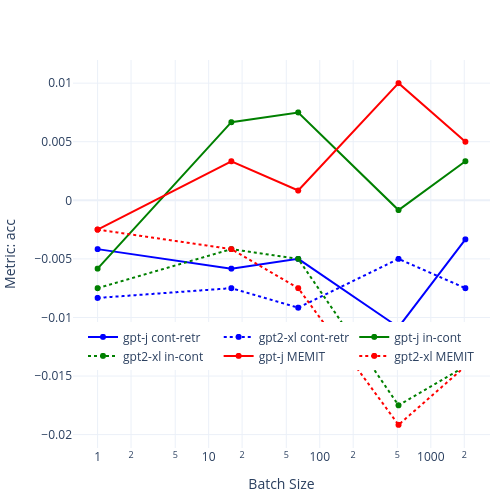 0.01
0.005
0
−0.005
−0.01
−0.015
−0.02
Metric: acc
gpt-j cont-retr gpt2-xl cont-retr gpt-j in-cont
gpt2-xl in-cont gpt-j MEMIT gpt2-xl MEMIT
1 2 5 10 2 5 100 2 5 1000 2
Batch Size